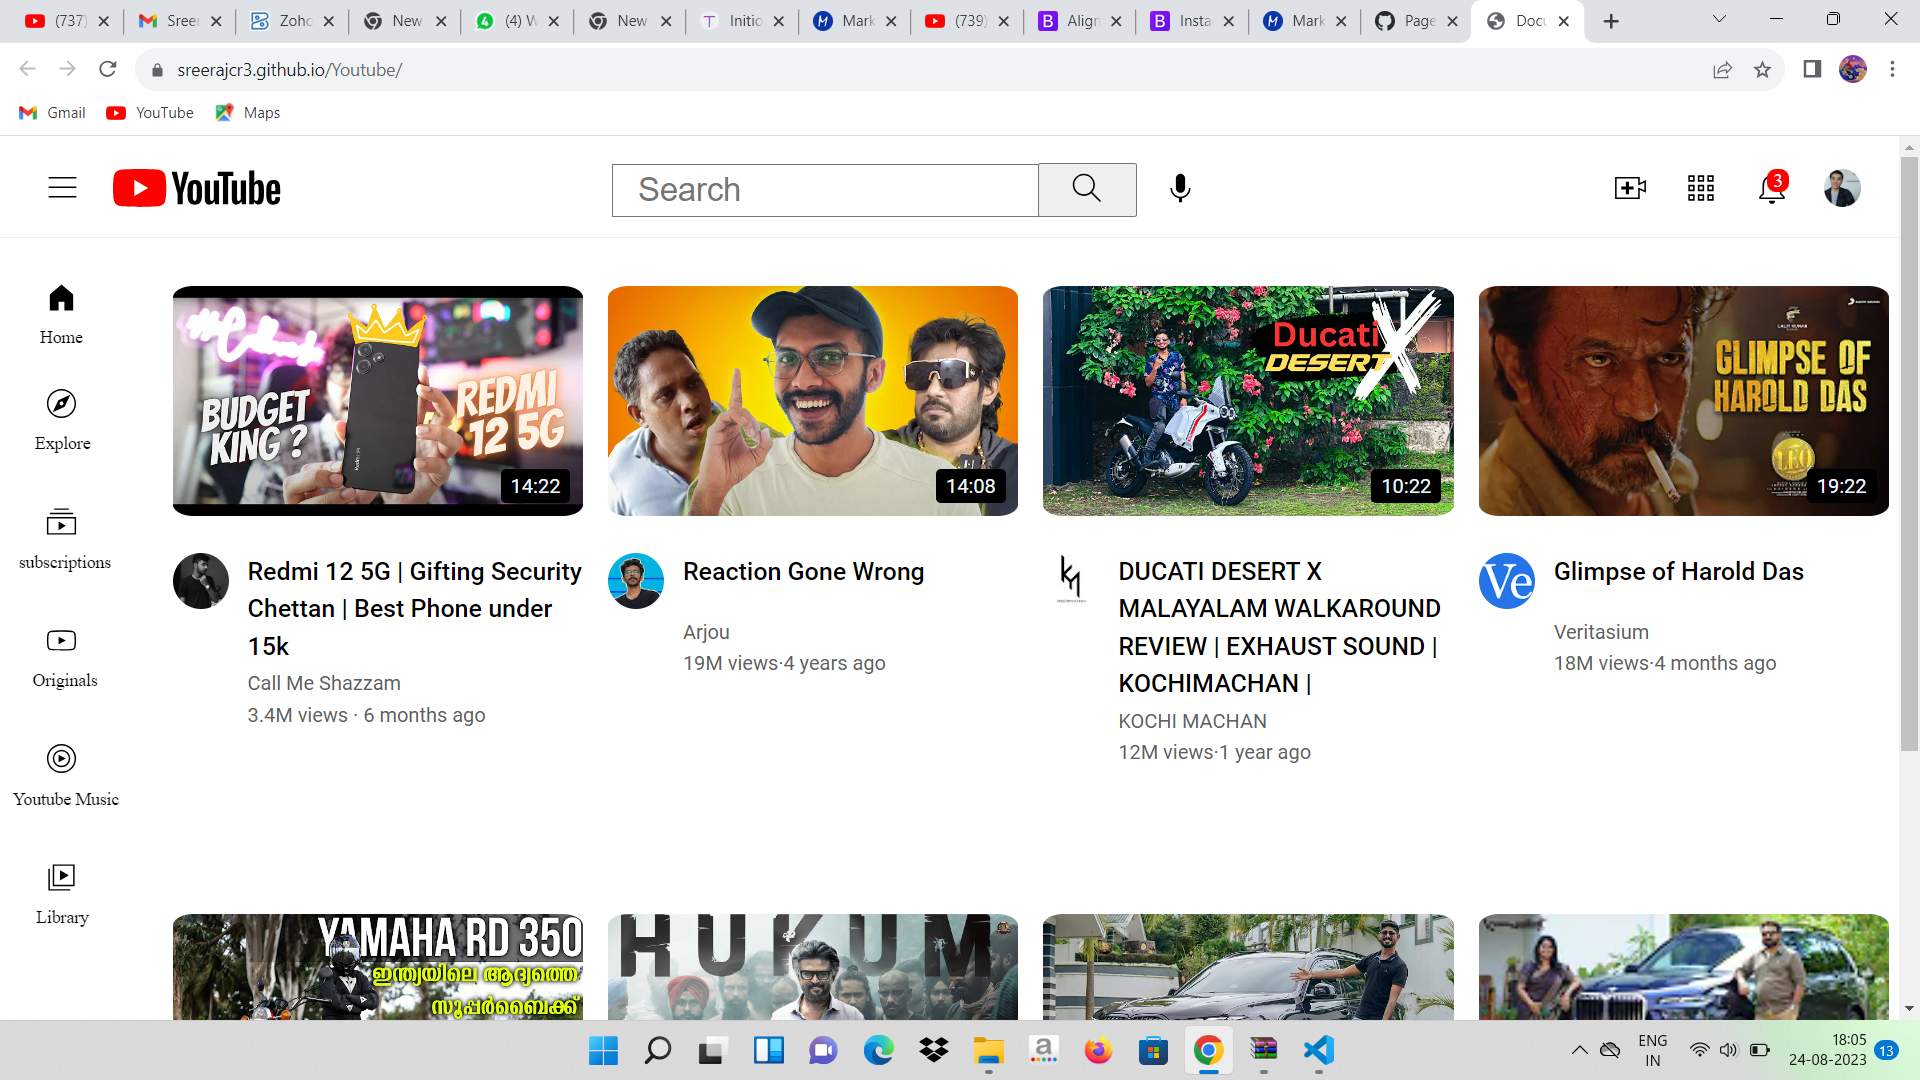 (737)
Sreer
Zoho
New
(4) W
New
Initio
Mark
(739)
Align
Insta
Mark
Page
Docu
sreerajcr3.github.io/Youtube/
Gmail
YouTube
Maps
YouTube
Search
3
Home
Explore
subscriptions
Originals
Youtube Music
Library
BUDGET
KING ?
REDMI
12 5G
14:22
14:08
Ducati
DESERT X
10:22
GLIMPSE OF
HAROLD DAS
LEO
19:22
Redmi 12 5G | Gifting Security
Chettan | Best Phone under
15k
Call Me Shazzam
3.4M views · 6 months ago
Reaction Gone Wrong
Arjou
19M views·4 years ago
DUCATI DESERT X
MALAYALAM WALKAROUND
REVIEW | EXHAUST SOUND |
KOCHIMACHAN |
KOCHI MACHAN
12M views·1 year ago
Ve
Glimpse of Harold Das
Veritasium
18M views·4 months ago
YAMAHA RD 350
ഇന്ത്യയിലെ ആദ്യത്തെ
സൂപ്പർബൈക്ക്
HUKUM
ENG
IN
18:05
24-08-2023
13